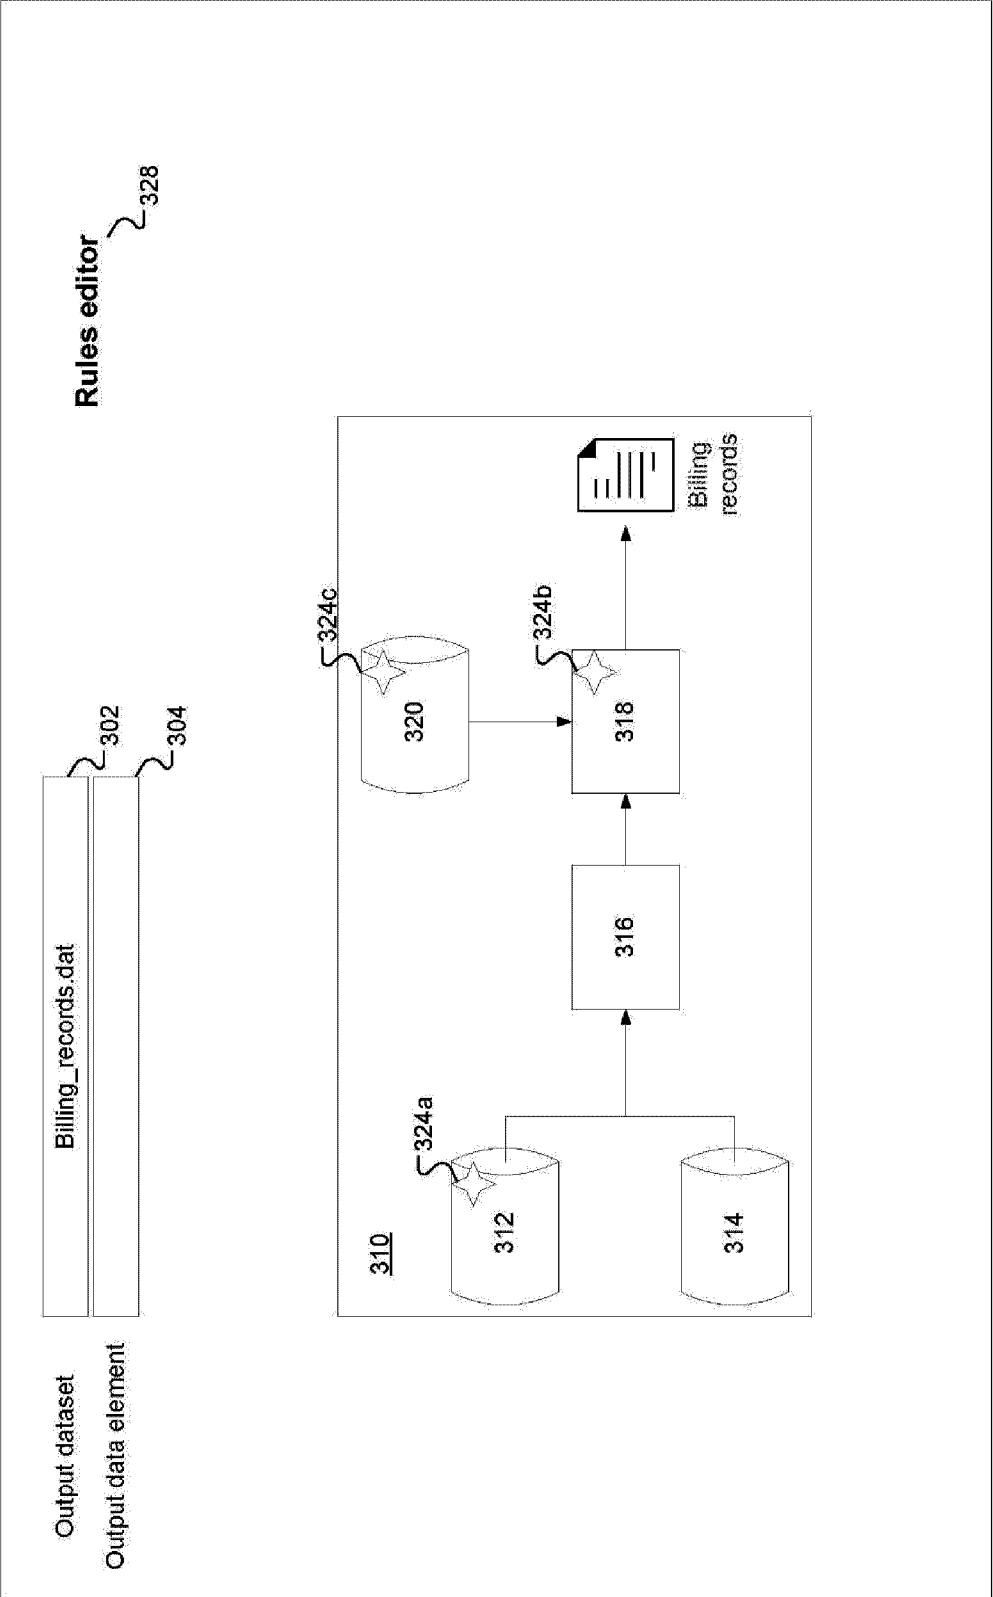 Output dataset
Billing_records.dat
302
Rules editor
328
Output data element
304
310
324a
312
314
316
324c
320
324b
318
Billing
records